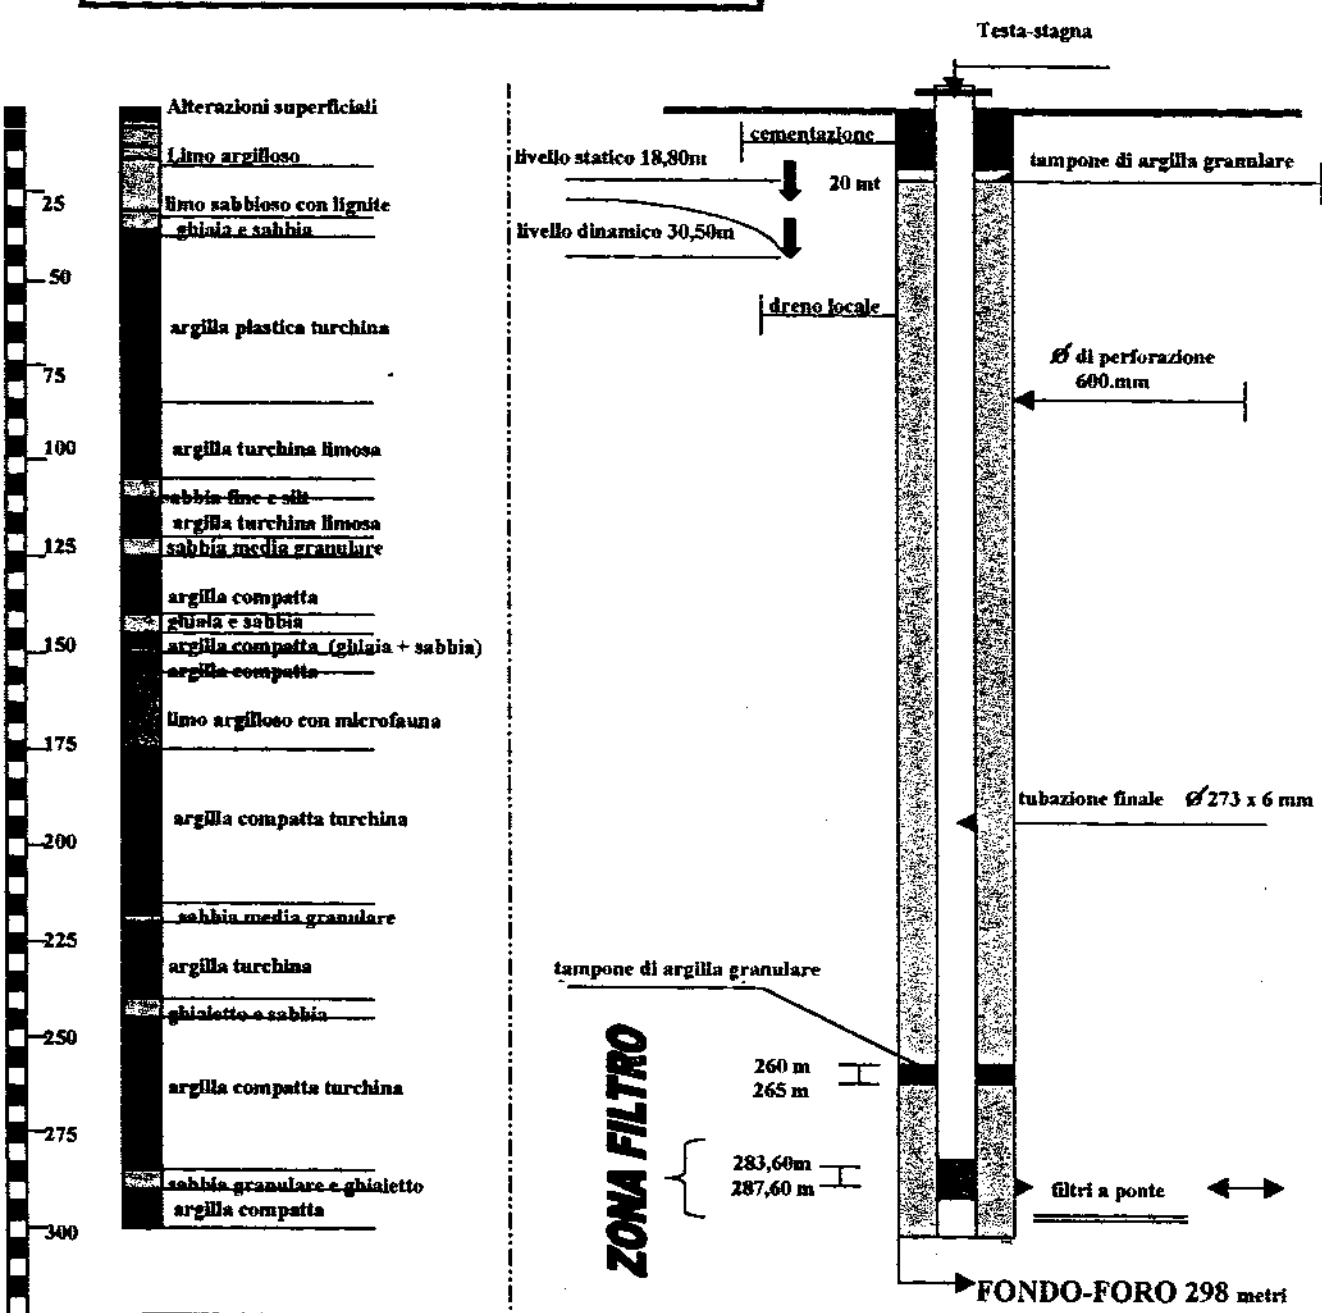 Testa-stagna
Alterazioni superficiali
Limo argilloso
limo sabbioso con lignite
ghiaia e sabbia
argilla plastica turchina
argilla turchina limosa
sabbia fine e silt
argilla turchina limosa
sabbia media granulare
argilla compatta
ghiaia e sabbia
argilla compatta (ghiaia + sabbia)
argilla compatta
limo argilloso con microfauna
argilla compatta turchina
sabbia media granulare
argilla turchina
ghiaietto e sabbia
argilla compatta turchina
sabbia granulare e ghiaietto
argilla compatta
25
50
75
100
125
150
175
200
225
250
275
300
cementazione
livello statico 18,80m
20 mt
tampone di argilla granulare
livello dinamico 30,50m
dreno locale
Ø di perforazione
600.mm
tubazione finale Ø 273 x 6 mm
tampone di argilla granulare
ZONA FILTRO
260 m
265 m
283,60m
287,60 m
filtri a ponte
FONDO-FORO 298 metri